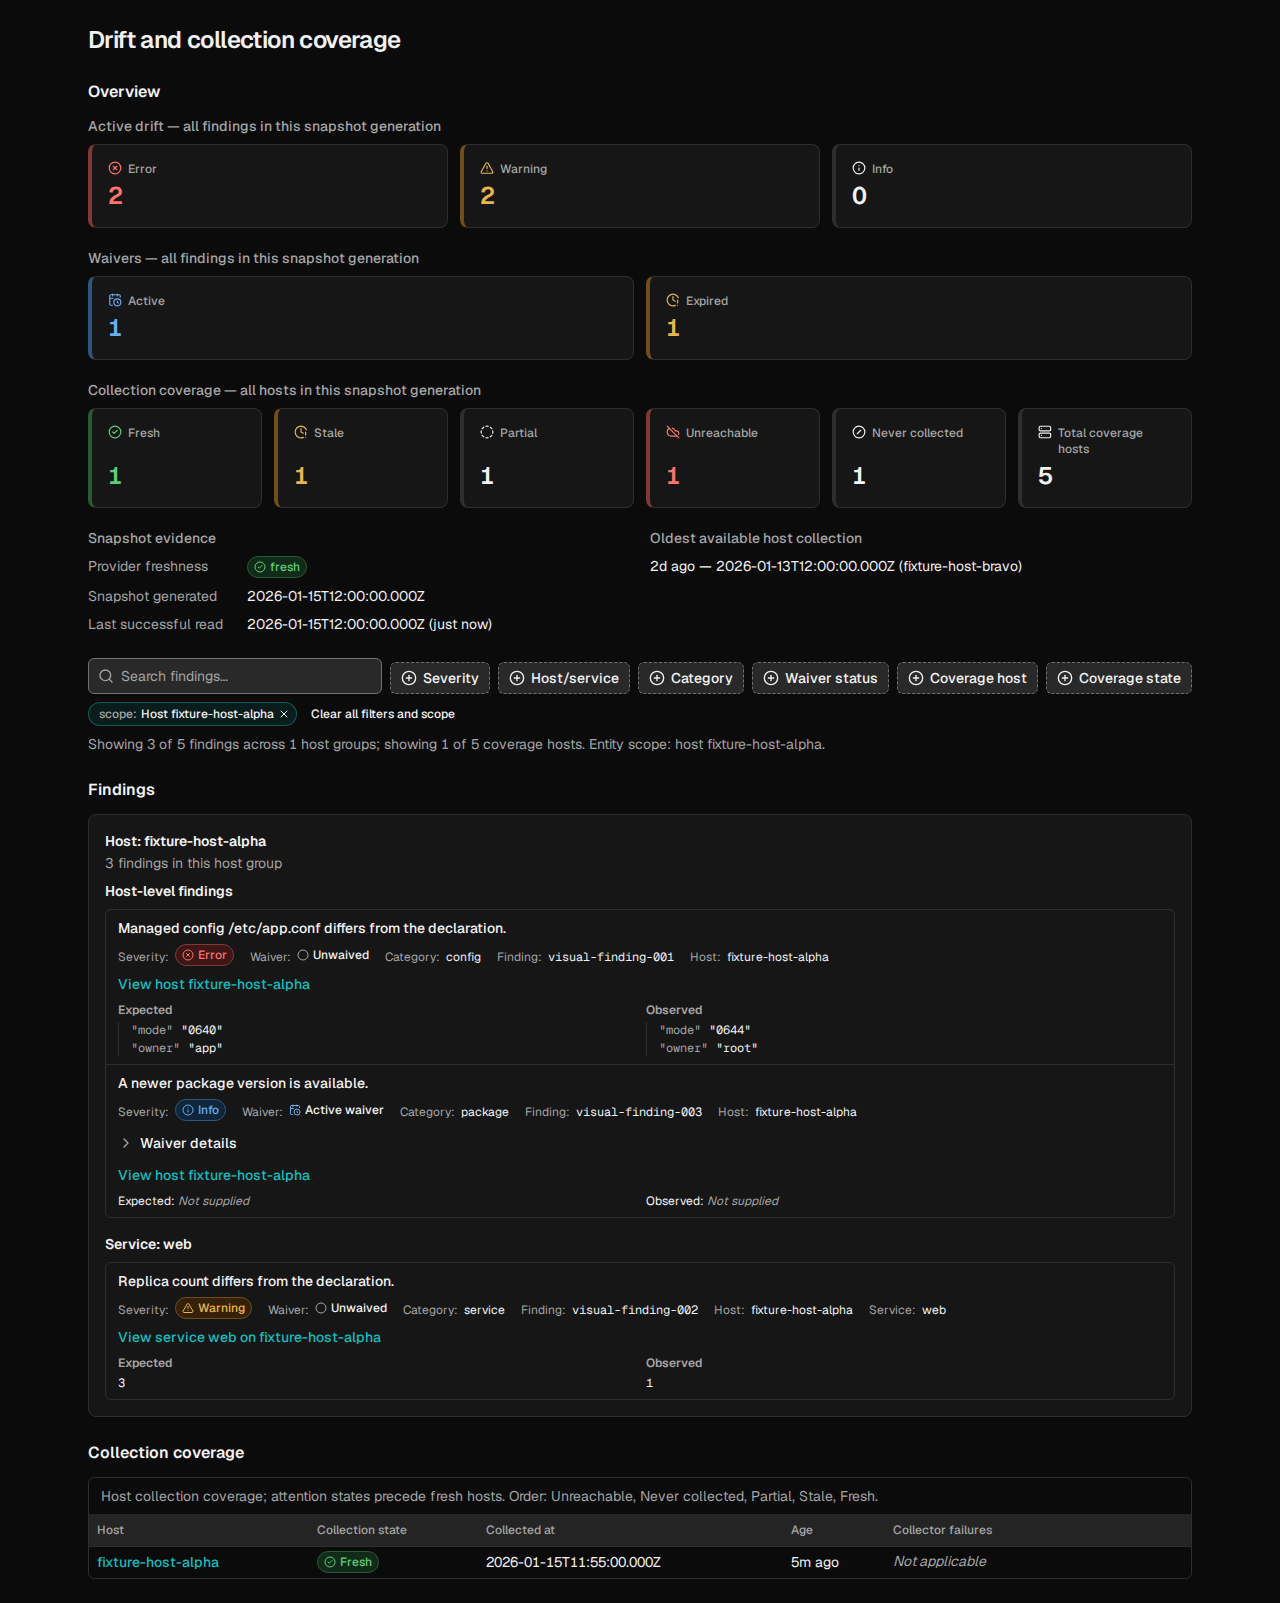 Drift and collection coverage
Overview
Active drift — all findings in this snapshot generation
Error
2
Warning
2
Info
0
Waivers — all findings in this snapshot generation
Active
1
Expired
1
Collection coverage — all hosts in this snapshot generation
Fresh
1
Stale
1
Partial
1
Unreachable
1
Never collected
1
Total coverage
hosts
5
Snapshot evidence
Provider freshness fresh
Snapshot generated 2026-01-15T12:00:00.000Z
Last successful read 2026-01-15T12:00:00.000Z (just now)
Oldest available host collection
2d ago — 2026-01-13T12:00:00.000Z (fixture-host-bravo)
Search findings... Severity Host/service Category Waiver status Coverage host Coverage state
scope: Host fixture-host-alpha Clear all filters and scope
Showing 3 of 5 findings across 1 host groups; showing 1 of 5 coverage hosts. Entity scope: host fixture-host-alpha.
Findings
Host: fixture-host-alpha
3 findings in this host group
Host-level findings
Managed config /etc/app.conf differs from the declaration.
Severity: Error Waiver: Unwaived Category: config Finding: visual-finding-001 Host: fixture-host-alpha
View host fixture-host-alpha
Expected
"mode" "0640"
"owner" "app"
Observed
"mode" "0644"
"owner" "root"
A newer package version is available.
Severity: Info Waiver: Active waiver Category: package Finding: visual-finding-003 Host: fixture-host-alpha
Waiver details
View host fixture-host-alpha
Expected: Not supplied
Observed: Not supplied
Service: web
Replica count differs from the declaration.
Severity: Warning Waiver: Unwaived Category: service Finding: visual-finding-002 Host: fixture-host-alpha Service: web
View service web on fixture-host-alpha
Expected
3
Observed
1
Collection coverage
Host collection coverage; attention states precede fresh hosts. Order: Unreachable, Never collected, Partial, Stale, Fresh.
Host Collection state Collected at Age Collector failures
fixture-host-alpha Fresh 2026-01-15T11:55:00.000Z 5m ago Not applicable